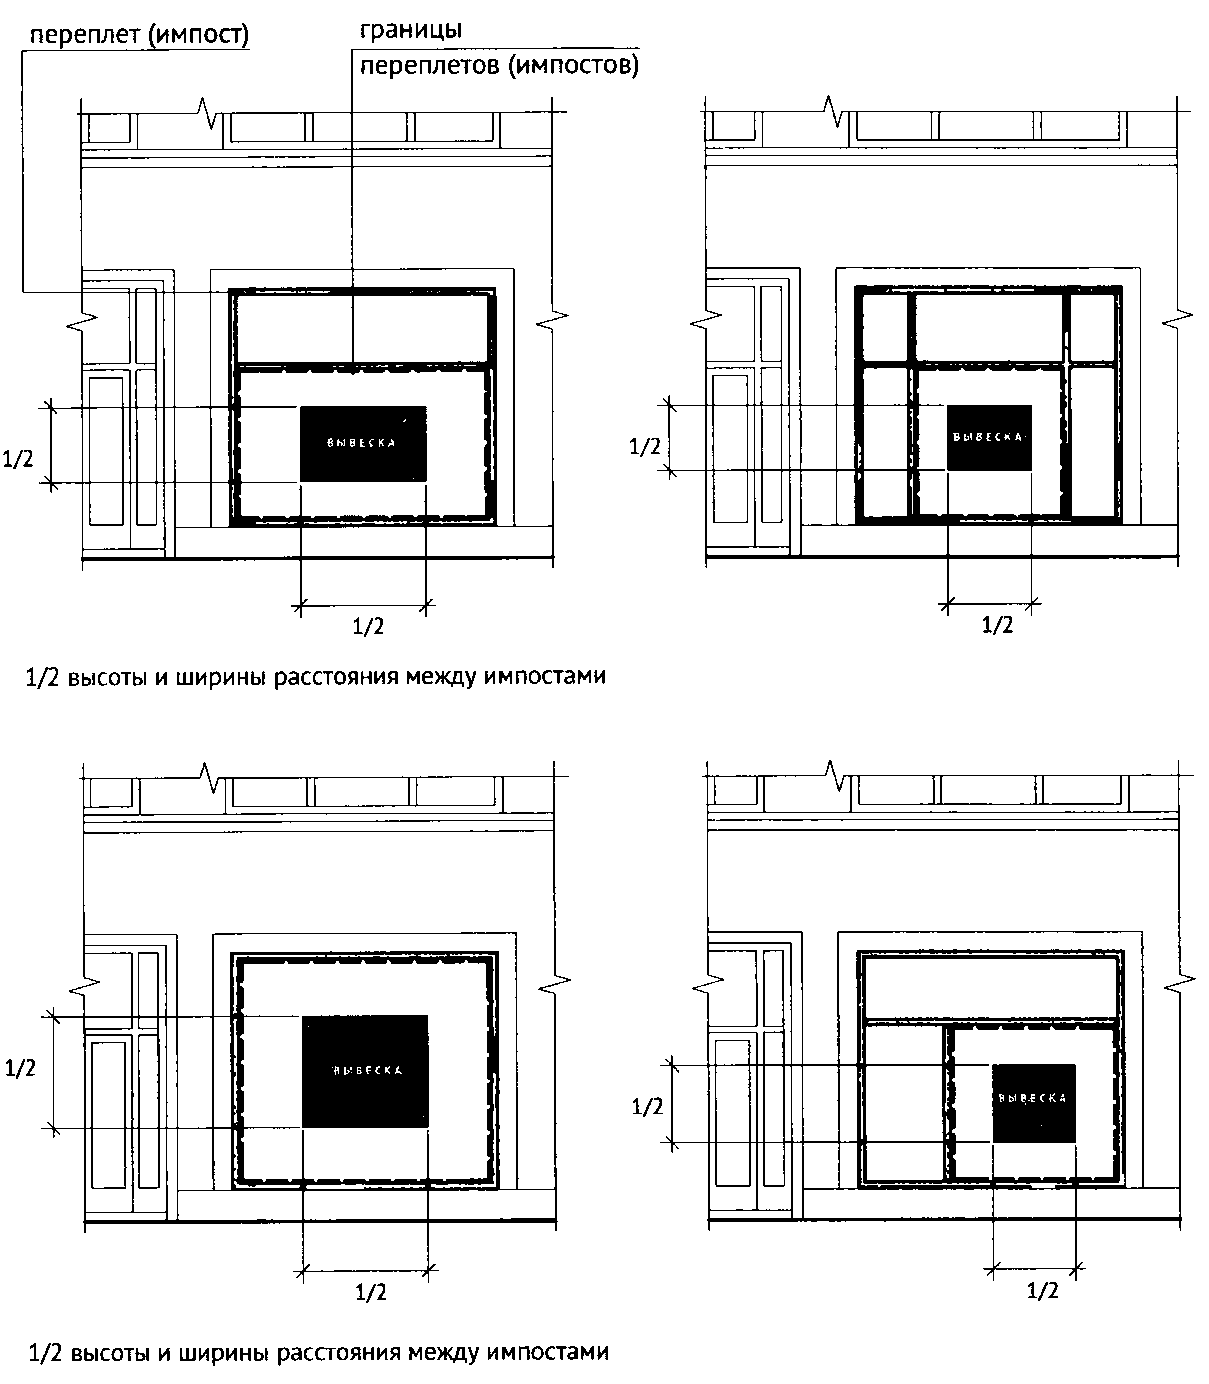 переплет (импост)
границы
переплетов (импостов)
ВЫВЕСКА
1/2
1/2
ВЫВЕСКА
1/2
1/2
1/2 высоты и ширины расстояния между импостами
ВЫВЕСКА
1/2
1/2
ВЫВЕСКА
1/2
1/2
1/2 высоты и ширины расстояния между импостами